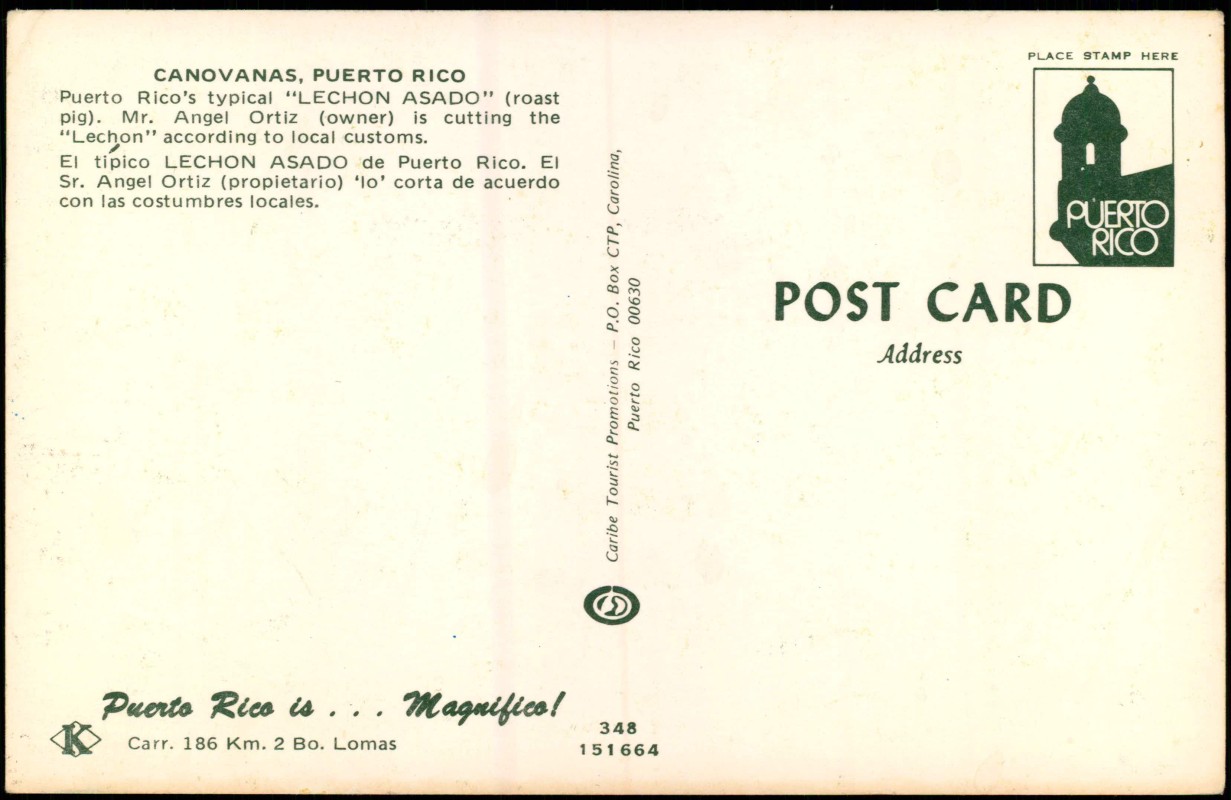 CANOVANAS, PUERTO RICO
Puerto Rico's typical "LECHON ASADO" (roast
pig). Mr. Angel Ortiz (owner) is cutting the
"Lechon" according to local customs.
El típico LECHON ASADO de Puerto Rico. El
Sr. Angel Ortiz (propietario) 'lo' corta de acuerdo
con las costumbres locales.
Puerto Rico is . . . Magnifico!
K
Carr. 186 Km. 2 Bo. Lomas
Caribe Tourist Promotions – P.O. Box CTP, Carolina,
Puerto Rico 00630
348
151664
PLACE STAMP HERE
PUERTO
RICO
POST CARD
Address